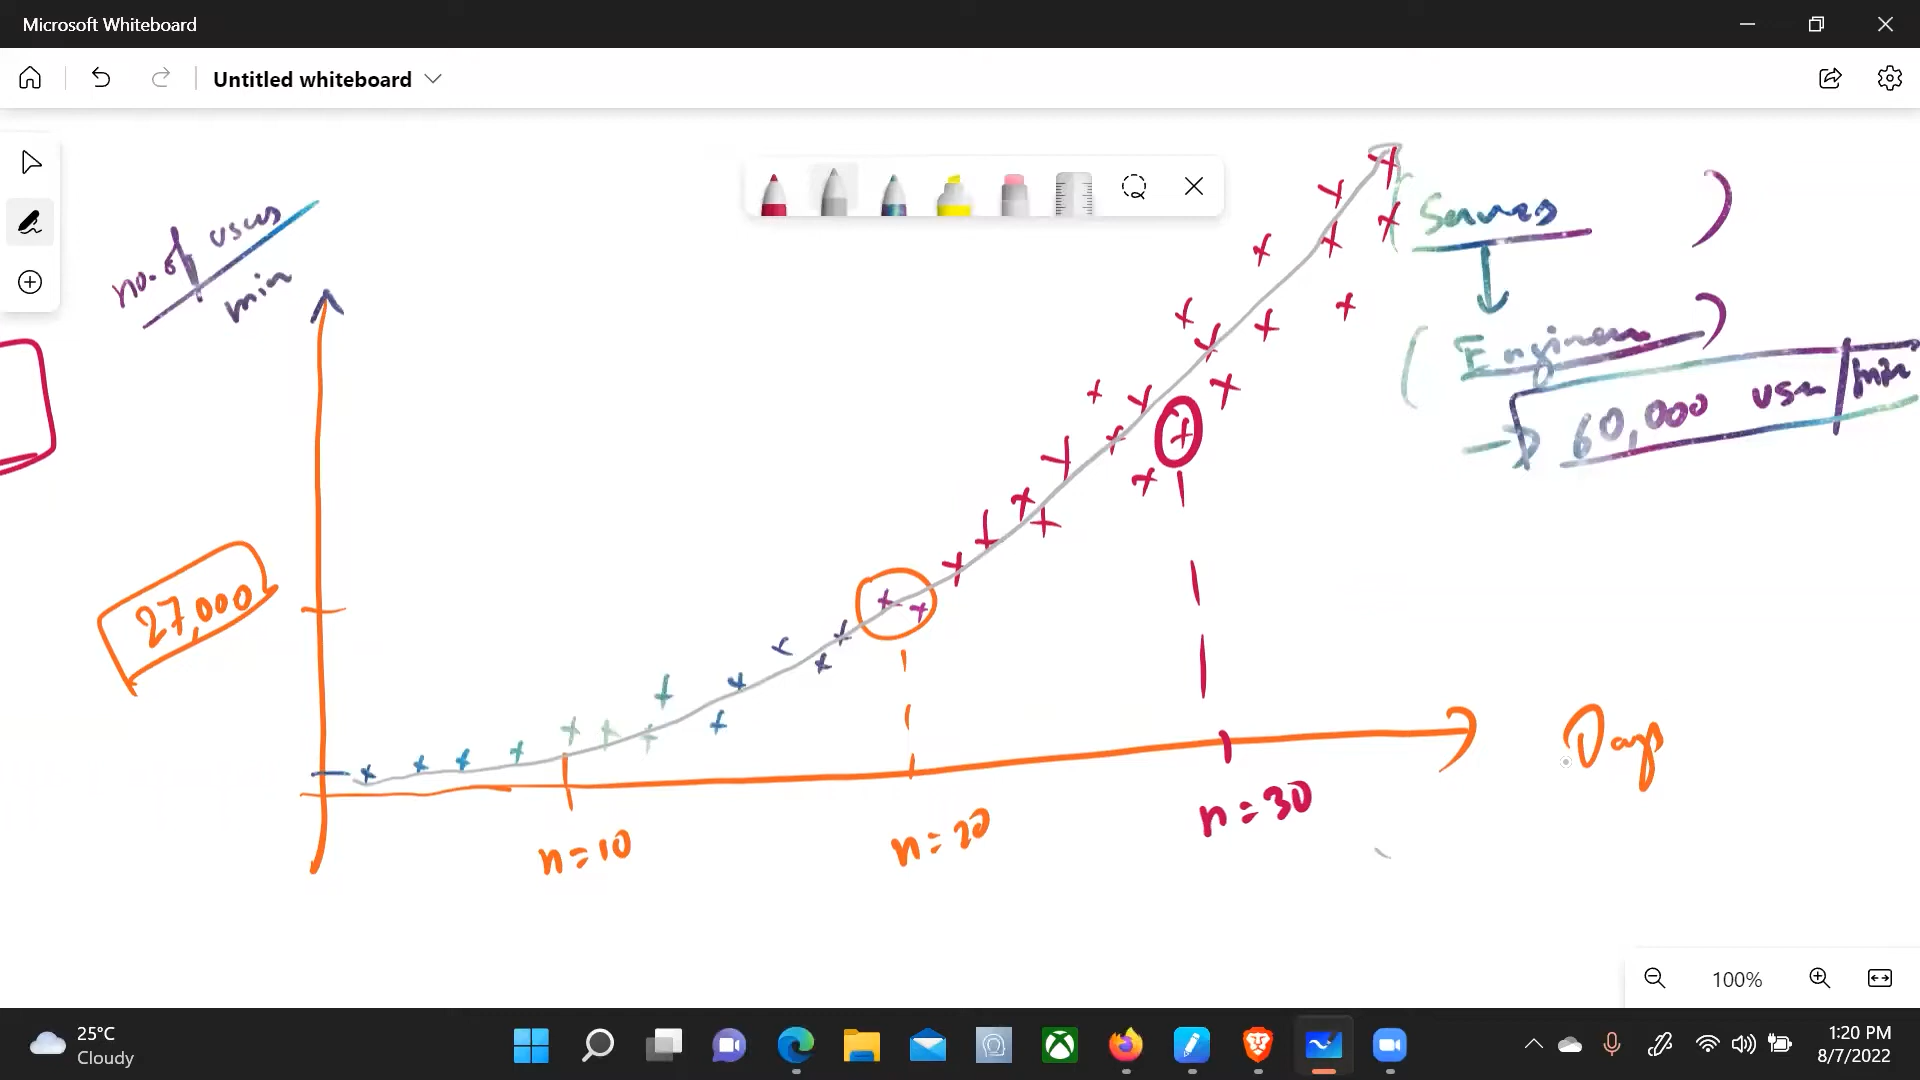 Microsoft Whiteboard
Untitled whiteboard
no. of users
min
( Servers )
( Engineers )
→ 60,000 user/min
27,000
Days
n=10
n=20
n=30
100%
25°C
Cloudy
1:20 PM
8/7/2022